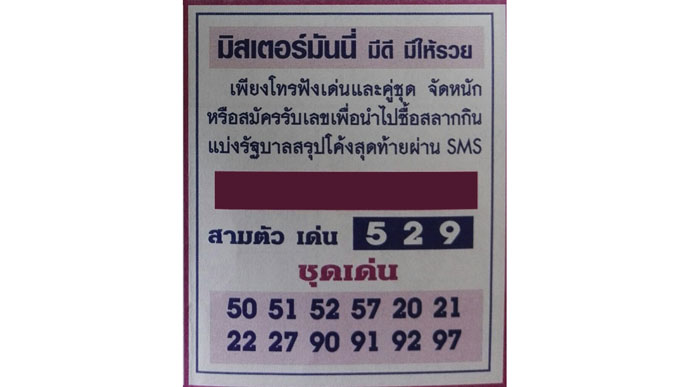 มิสเตอร์มันนี่ มีดี มีให้รวย
เพียงโทรฟังเด่นและคู่ชุด จัดหนัก
หรือสมัครรับเลขเพื่อนำไปซื้อสลากกิน
แบ่งรัฐบาลสรุปโค้งสุดท้ายผ่าน SMS
สามตัว เด่น 5 2 9
ชุดเด่น
50 51 52 57 20 21
22 27 90 91 92 97